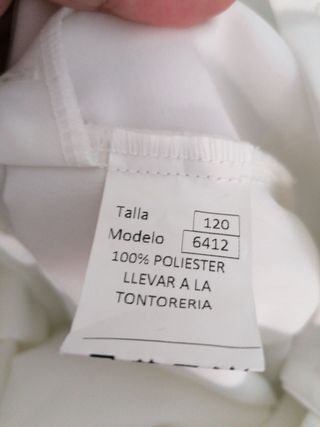 Talla 120
Modelo 6412
100% POLIESTER
LLEVAR A LA
TONTORERIA